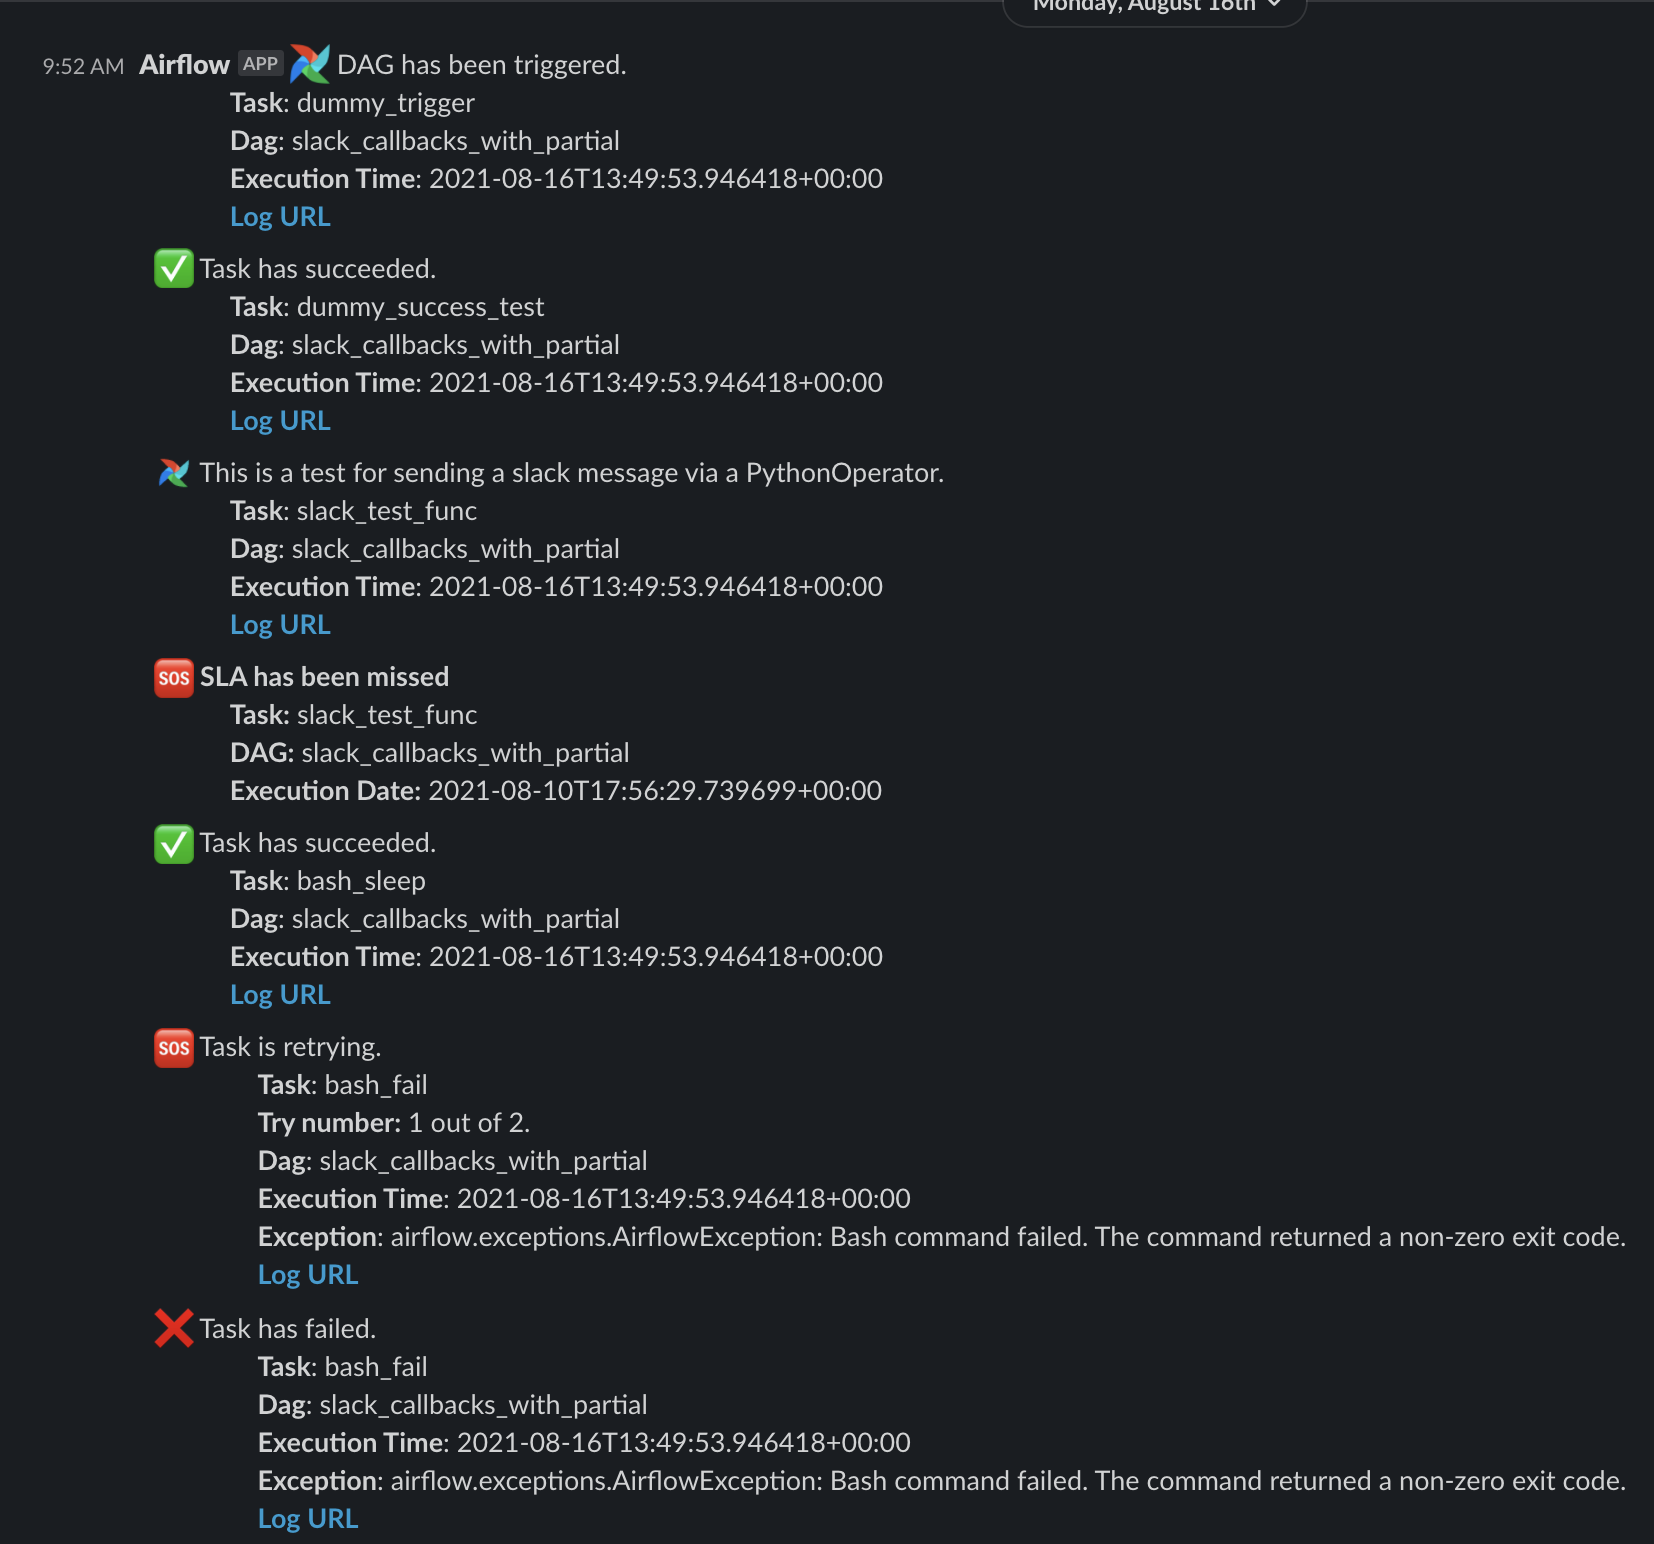 Monday, August 16th
9:52 AM Airflow APP DAG has been triggered.
Task: dummy_trigger
Dag: slack_callbacks_with_partial
Execution Time: 2021-08-16T13:49:53.946418+00:00
Log URL
Task has succeeded.
Task: dummy_success_test
Dag: slack_callbacks_with_partial
Execution Time: 2021-08-16T13:49:53.946418+00:00
Log URL
This is a test for sending a slack message via a PythonOperator.
Task: slack_test_func
Dag: slack_callbacks_with_partial
Execution Time: 2021-08-16T13:49:53.946418+00:00
Log URL
SOS SLA has been missed
Task: slack_test_func
DAG: slack_callbacks_with_partial
Execution Date: 2021-08-10T17:56:29.739699+00:00
Task has succeeded.
Task: bash_sleep
Dag: slack_callbacks_with_partial
Execution Time: 2021-08-16T13:49:53.946418+00:00
Log URL
SOS Task is retrying.
Task: bash_fail
Try number: 1 out of 2.
Dag: slack_callbacks_with_partial
Execution Time: 2021-08-16T13:49:53.946418+00:00
Exception: airflow.exceptions.AirflowException: Bash command failed. The command returned a non-zero exit code.
Log URL
Task has failed.
Task: bash_fail
Dag: slack_callbacks_with_partial
Execution Time: 2021-08-16T13:49:53.946418+00:00
Exception: airflow.exceptions.AirflowException: Bash command failed. The command returned a non-zero exit code.
Log URL